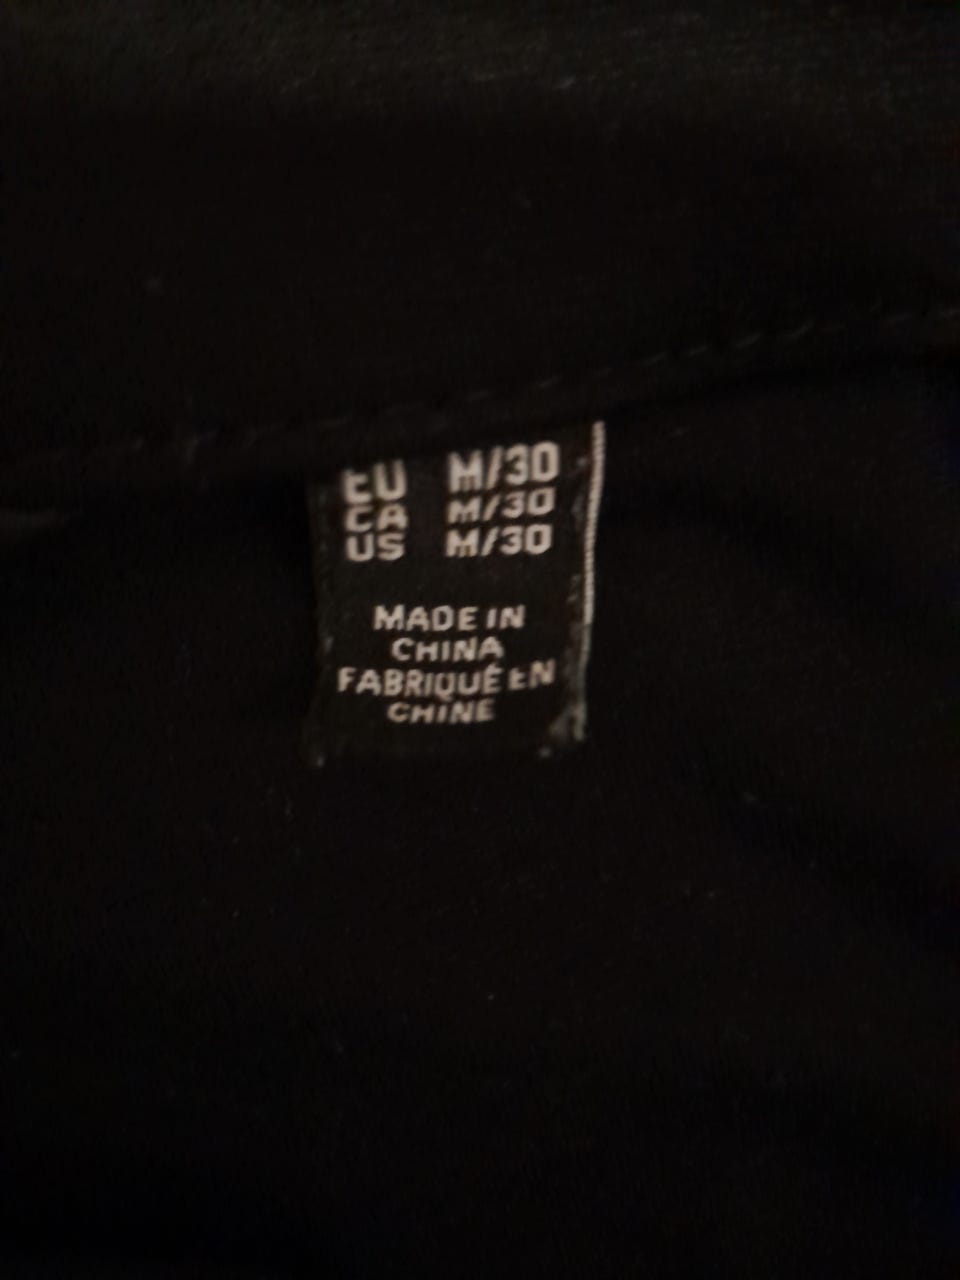 EU M/30
CA M/30
US M/30
MADE IN
CHINA
FABRIQUÉ EN
CHINE